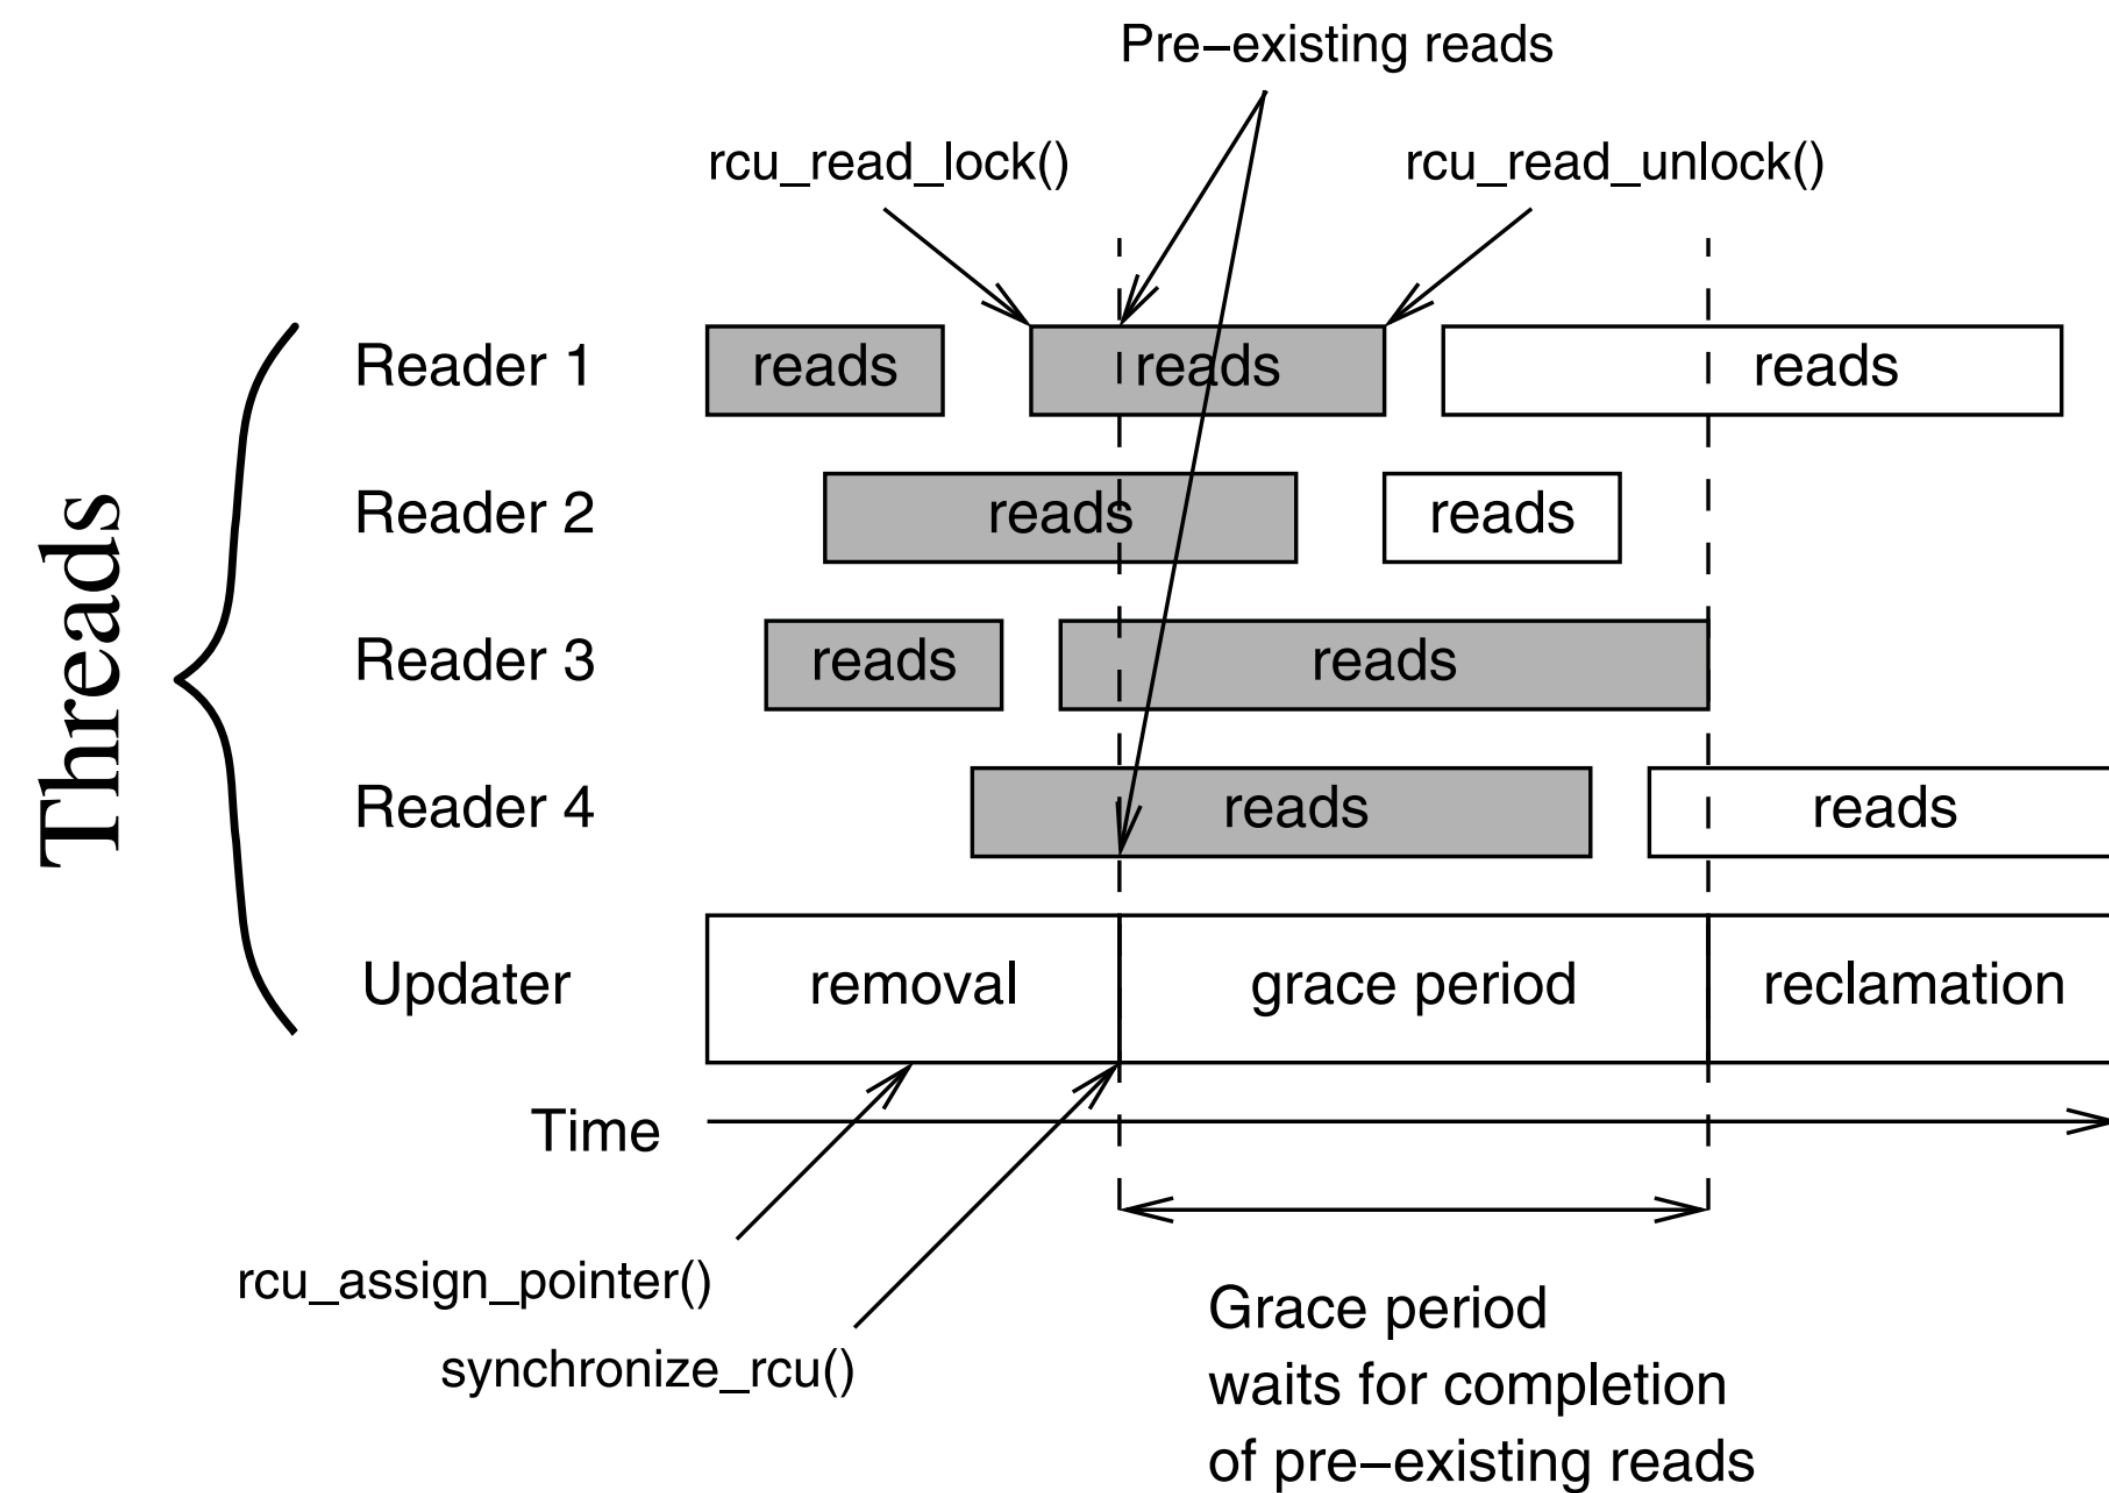 Pre−existing reads
rcu_read_lock()
rcu_read_unlock()
Threads
Reader 1
reads
reads
reads
Reader 2
reads
reads
Reader 3
reads
reads
Reader 4
reads
reads
Updater
removal
grace period
reclamation
Time
rcu_assign_pointer()
synchronize_rcu()
Grace period
waits for completion
of pre−existing reads